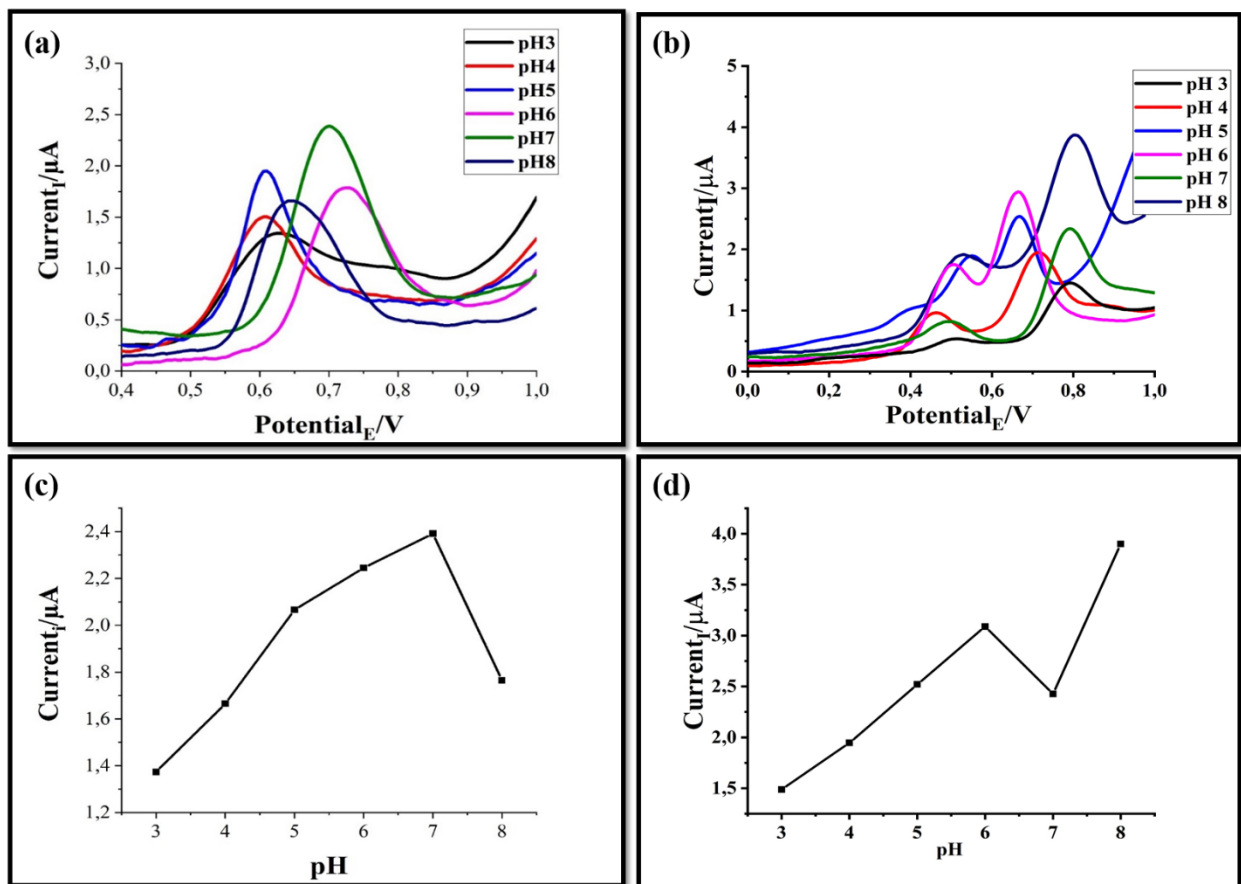 (a)
pH3
pH4
pH5
pH6
pH7
pH8
3,0
2,5
2,0
1,5
1,0
0,5
0,0
Current_I/μA
0,4 0,5 0,6 0,7 0,8 0,9 1,0
Potential_E/V
(b)
pH 3
pH 4
pH 5
pH 6
pH 7
pH 8
5
4
3
2
1
0
Current_I/μA
0,0 0,2 0,4 0,6 0,8 1,0
Potential_E/V
(c)
2,4
2,2
2,0
1,8
1,6
1,4
1,2
Current_i/μA
3 4 5 6 7 8
pH
(d)
4,0
3,5
3,0
2,5
2,0
1,5
Current_I/μA
3 4 5 6 7 8
pH